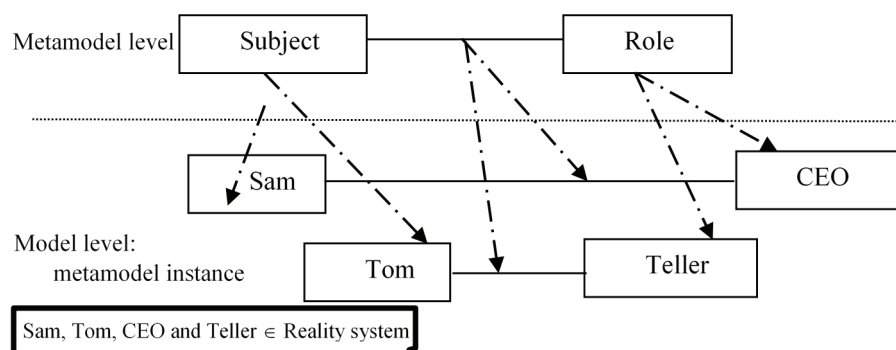 Metamodel level
Subject
Role
Sam
CEO
Model level:
metamodel instance
Tom
Teller
Sam, Tom, CEO and Teller ∈ Reality system